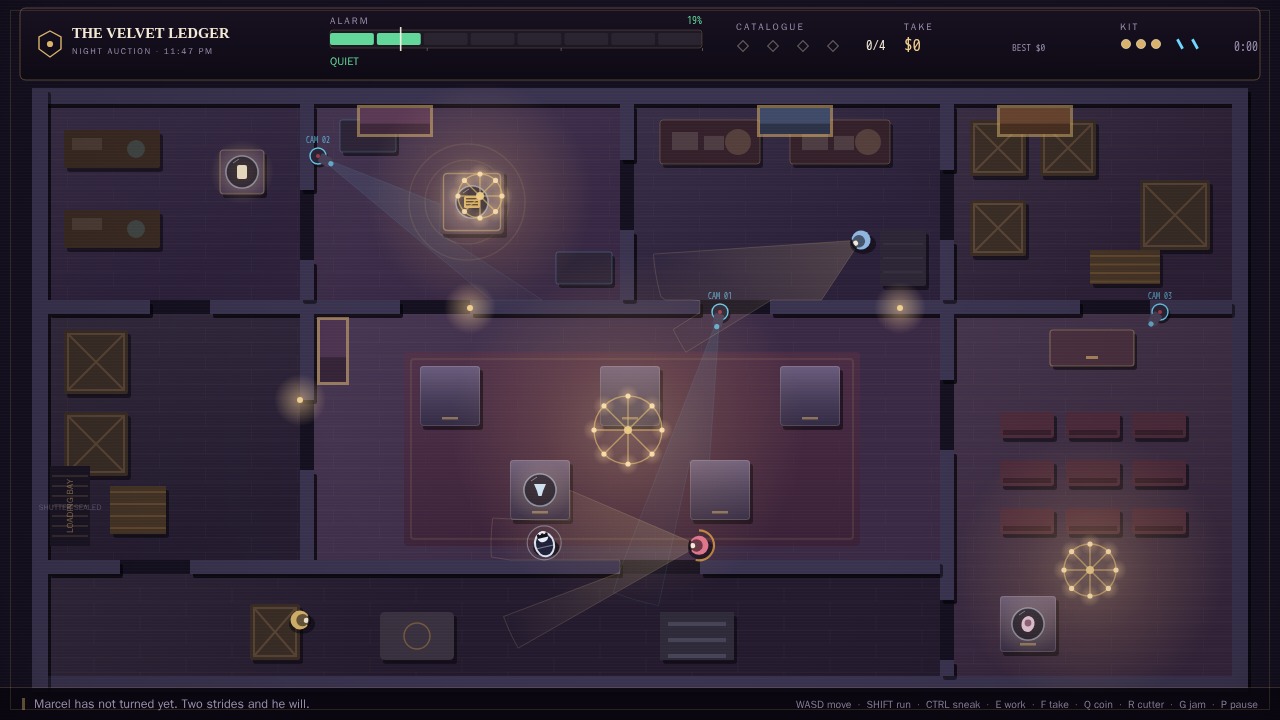 THE VELVET LEDGER
NIGHT AUCTION · 11:47 PM
ALARM
19%
QUIET
CATALOGUE
0/4
TAKE
$0
BEST $0
KIT
0:00
CAM 02
CAM 01
CAM 03
LOADING BAY
SHUTTER SEALED
Marcel has not turned yet. Two strides and he will.
WASD move · SHIFT run · CTRL sneak · E work · F take · Q coin · R cutter · G jam · P pause